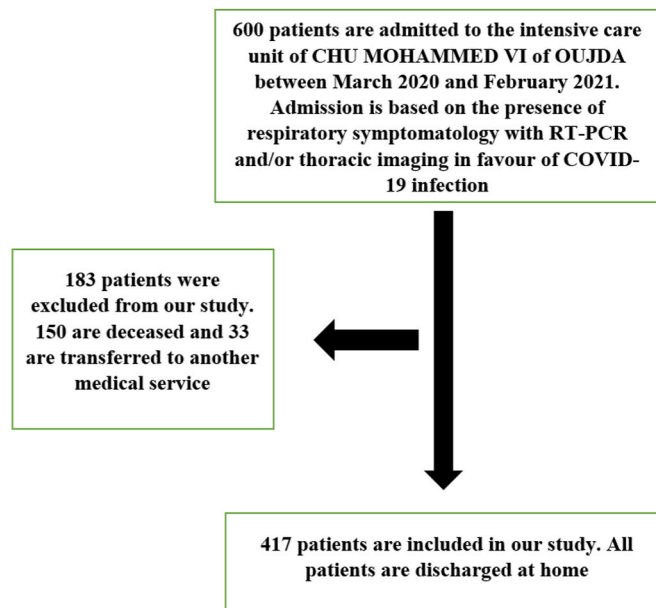 600 patients are admitted to the intensive care
unit of CHU MOHAMMED VI of OUJDA
between March 2020 and February 2021.
Admission is based on the presence of
respiratory symptomatology with RT-PCR
and/or thoracic imaging in favour of COVID-
19 infection
183 patients were
excluded from our study.
150 are deceased and 33
are transferred to another
medical service
417 patients are included in our study. All
patients are discharged at home